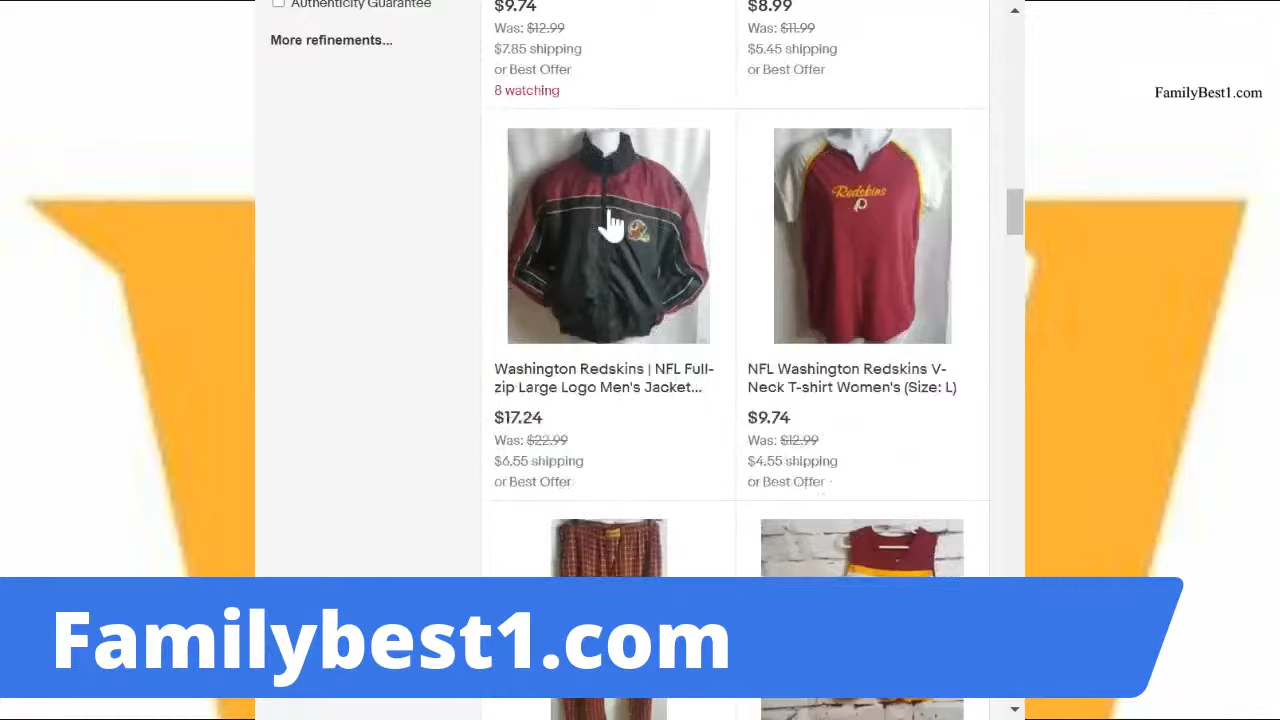 Authenticity Guarantee
More refinements...
$9.74
Was: $12.99
$7.85 shipping
or Best Offer
8 watching
$8.99
Was: $11.99
$5.45 shipping
or Best Offer
FamilyBest1.com
Redskins
Washington Redskins | NFL Full-
zip Large Logo Men's Jacket...
$17.24
Was: $22.99
$6.55 shipping
or Best Offer
NFL Washington Redskins V-
Neck T-shirt Women's (Size: L)
$9.74
Was: $12.99
$4.55 shipping
or Best Offer
Familybest1.com